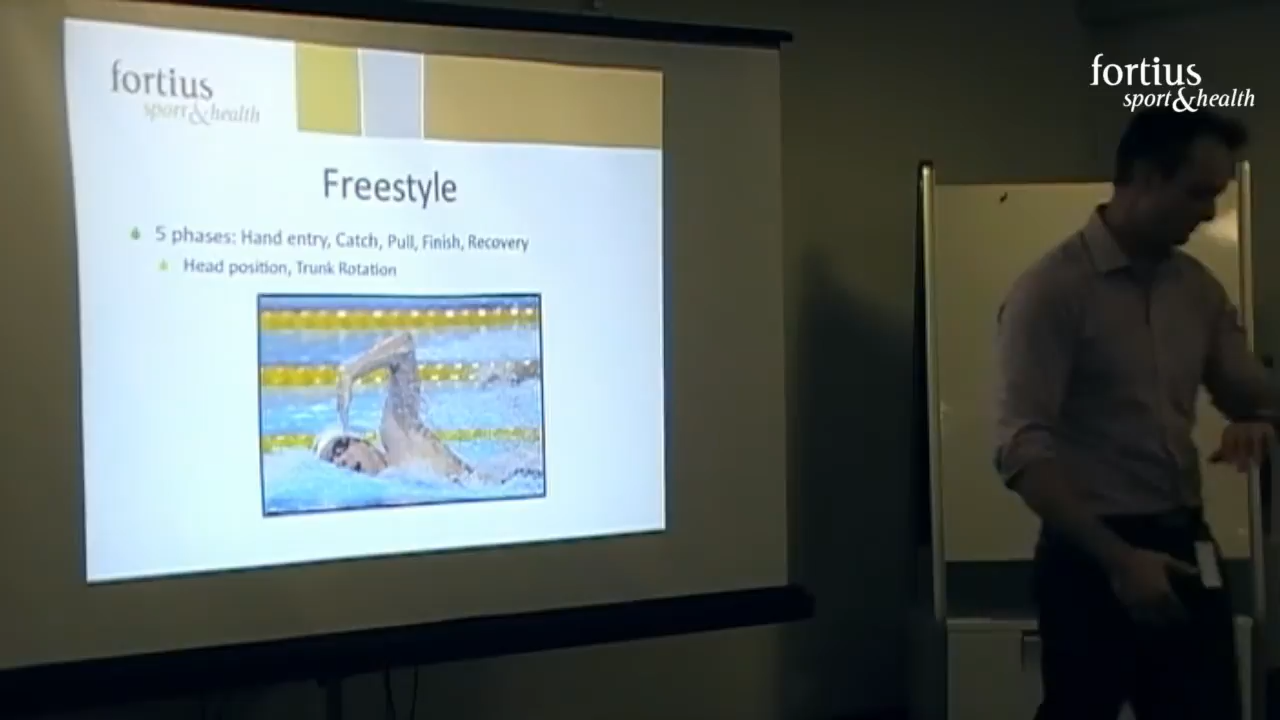 fortius
sport&health
Freestyle
5 phases: Hand entry, Catch, Pull, Finish, Recovery
Head position, Trunk Rotation
fortius
sport&health